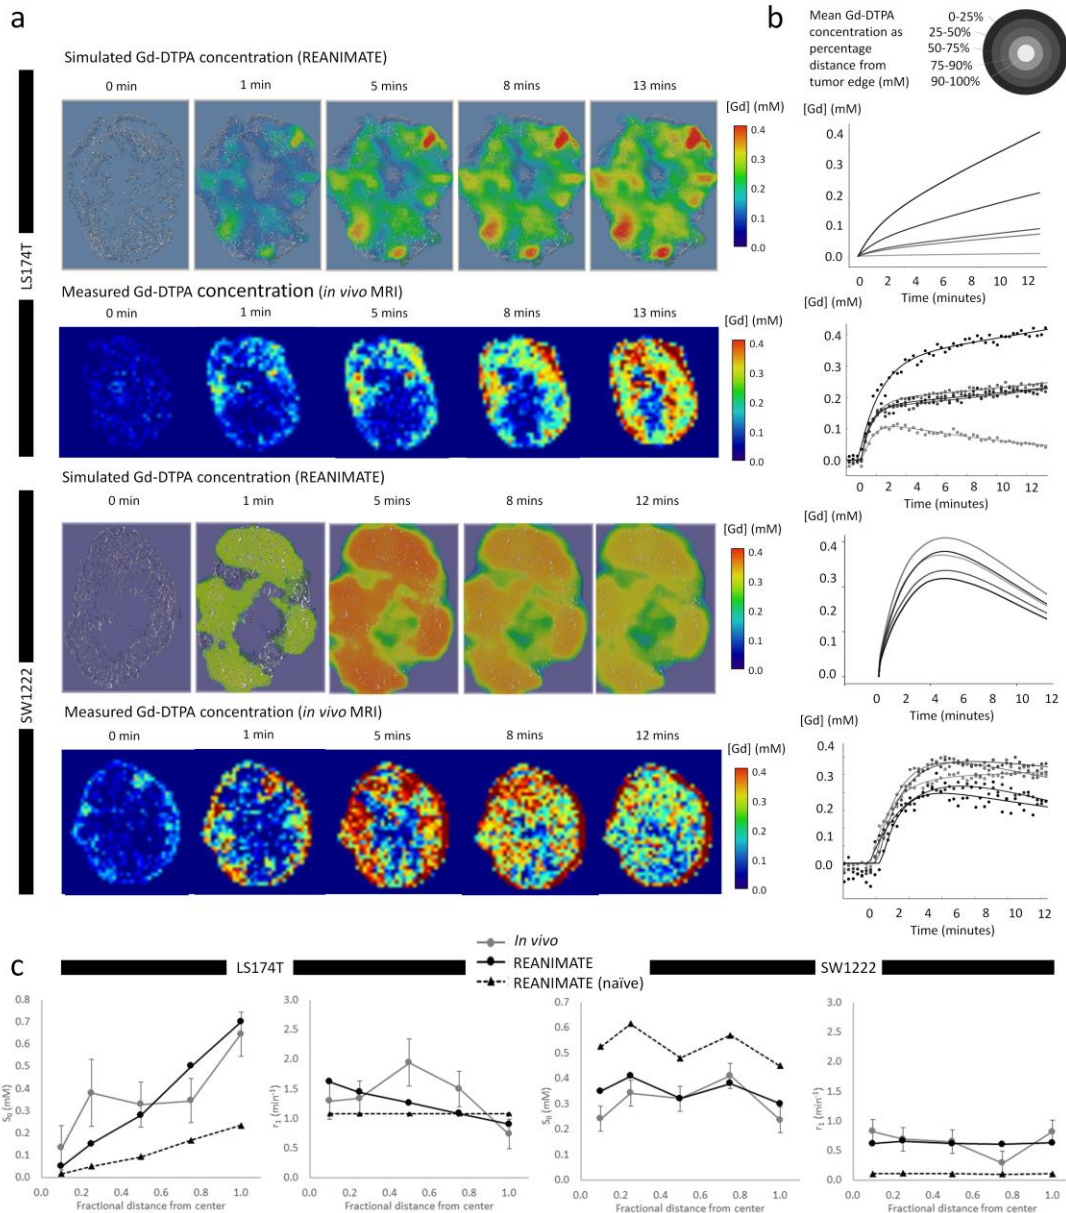 a
Simulated Gd-DTPA concentration (REANIMATE)
0 min 1 min 5 mins 8 mins 13 mins
[Gd] (mM)
0.4
0.3
0.2
0.1
0.0
LS174T
Measured Gd-DTPA concentration (in vivo MRI)
0 min 1 min 5 mins 8 mins 13 mins
[Gd] (mM)
0.4
0.3
0.2
0.1
0.0
Simulated Gd-DTPA concentration (REANIMATE)
0 min 1 min 5 mins 8 mins 12 mins
[Gd] (mM)
0.4
0.3
0.2
0.1
0.0
SW1222
Measured Gd-DTPA concentration (in vivo MRI)
0 min 1 min 5 mins 8 mins 12 mins
[Gd] (mM)
0.4
0.3
0.2
0.1
0.0
b
Mean Gd-DTPA 0-25%
concentration as 25-50%
percentage 50-75%
distance from 75-90%
tumor edge (mM) 90-100%
[Gd] (mM)
0.4
0.3
0.2
0.1
0.0
0 2 4 6 8 10 12
Time (minutes)
[Gd] (mM)
0.4
0.3
0.2
0.1
0.0
0 2 4 6 8 10 12
Time (minutes)
[Gd] (mM)
0.4
0.3
0.1
0.0
0 2 4 6 8 10 12
Time (minutes)
[Gd] (mM)
0.4
0.3
0.2
0.1
0.0
0 2 4 6 8 10 12
Time (minutes)
c
LS174T
In vivo
REANIMATE
REANIMATE (naïve)
SW1222
S0 (mM)
0.8
0.7
0.6
0.5
0.4
0.3
0.2
0.1
0.0
0.0 0.2 0.4 0.6 0.8 1.0
Fractional distance from center
r1 (min-1)
3.0
2.5
2.0
1.5
1.0
0.5
0.0
0.0 0.2 0.4 0.6 0.8 1.0
Fractional distance from center
S0 (mM)
0.7
0.6
0.5
0.4
0.3
0.2
0.1
0.0
0.0 0.2 0.4 0.6 0.8 1.0
Fractional distance from center
r1 (min-1)
3.0
2.5
2.0
1.5
1.0
0.5
0.0
0.0 0.2 0.4 0.6 0.8 1.0
Fractional distance from center